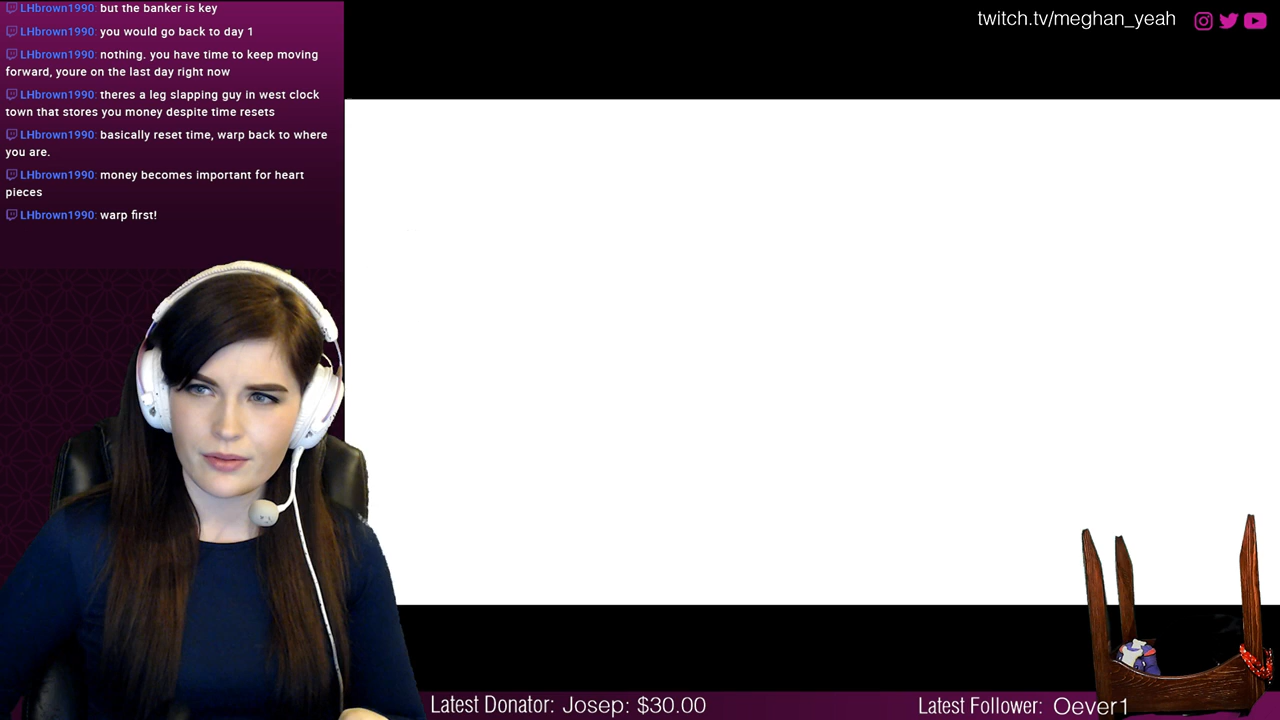 LHbrown1990: but the banker is key
LHbrown1990: you would go back to day 1
LHbrown1990: nothing. you have time to keep moving
forward, youre on the last day right now
LHbrown1990: theres a leg slapping guy in west clock
town that stores you money despite time resets
LHbrown1990: basically reset time, warp back to where
you are.
LHbrown1990: money becomes important for heart
pieces
LHbrown1990: warp first!
twitch.tv/meghan_yeah
Latest Donator: Josep: $30.00
Latest Follower: Oever1